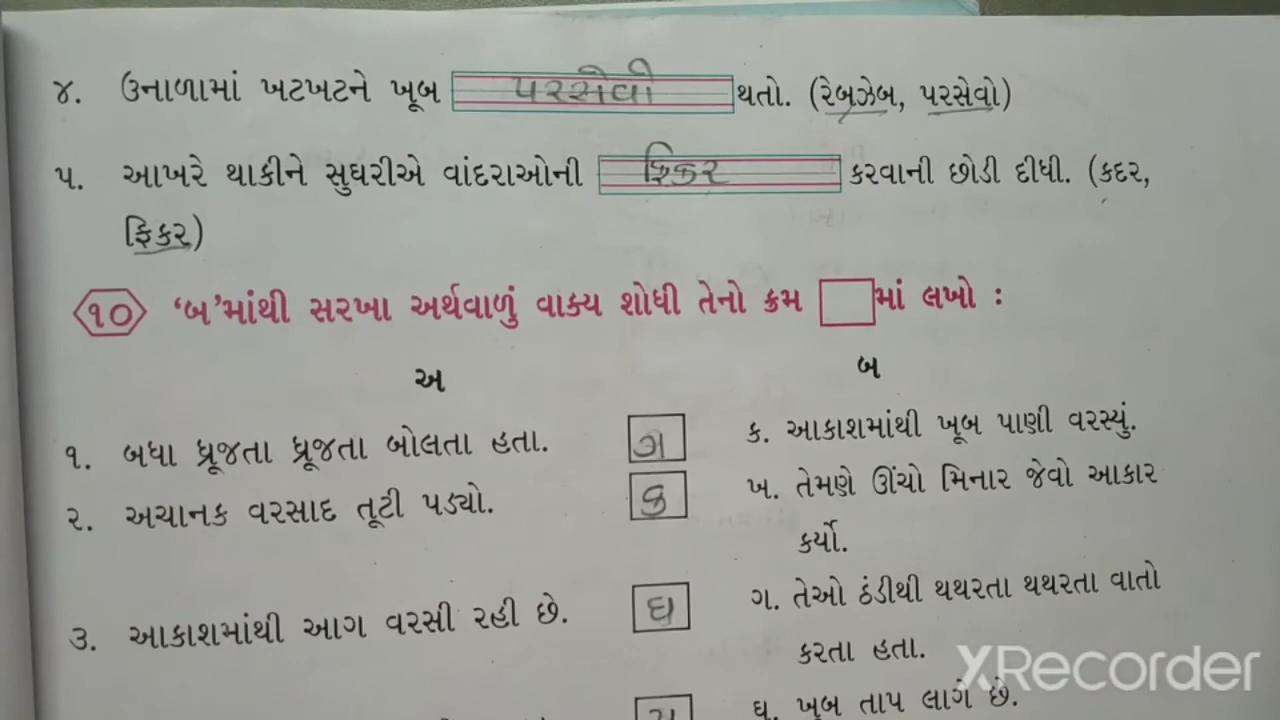 ૪. ઉનાળામાં ખટખટને ખૂબ પરસેવો થતો. (રેબઝેબ, પરસેવો)
૫. આખરે થાકીને સુઘરીએ વાંદરાઓની ફિકર કરવાની છોડી દીધી. (કદર,
ફિકર)
૧૦ ‘બ’માંથી સરખા અર્થવાળું વાક્ય શોધી તેનો ક્રમ માં લખો :
અ બ
૧. બધા ધ્રૂજતા ધ્રૂજતા બોલતા હતા. ગ ક. આકાશમાંથી ખૂબ પાણી વરસ્યું.
૨. અચાનક વરસાદ તૂટી પડ્યો. ક ખ. તેમણે ઊંચો મિનાર જેવો આકાર
કર્યો.
૩. આકાશમાંથી આગ વરસી રહી છે. ઘ ગ. તેઓ ઠંડીથી થથરતા થથરતા વાતો
કરતા હતા.
ઘ. ખૂબ તાપ લાગે છે.
XRecorder